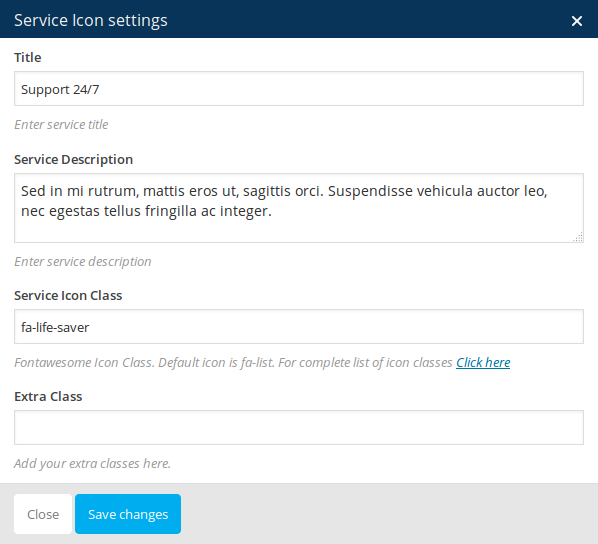 Service Icon settings
Title
Support 24/7
Enter service title
Service Description
Sed in mi rutrum, mattis eros ut, sagittis orci. Suspendisse vehicula auctor leo,
nec egestas tellus fringilla ac integer.
Enter service description
Service Icon Class
fa-life-saver
Fontawesome Icon Class. Default icon is fa-list. For complete list of icon classes Click here
Extra Class
Add your extra classes here.
Close Save changes